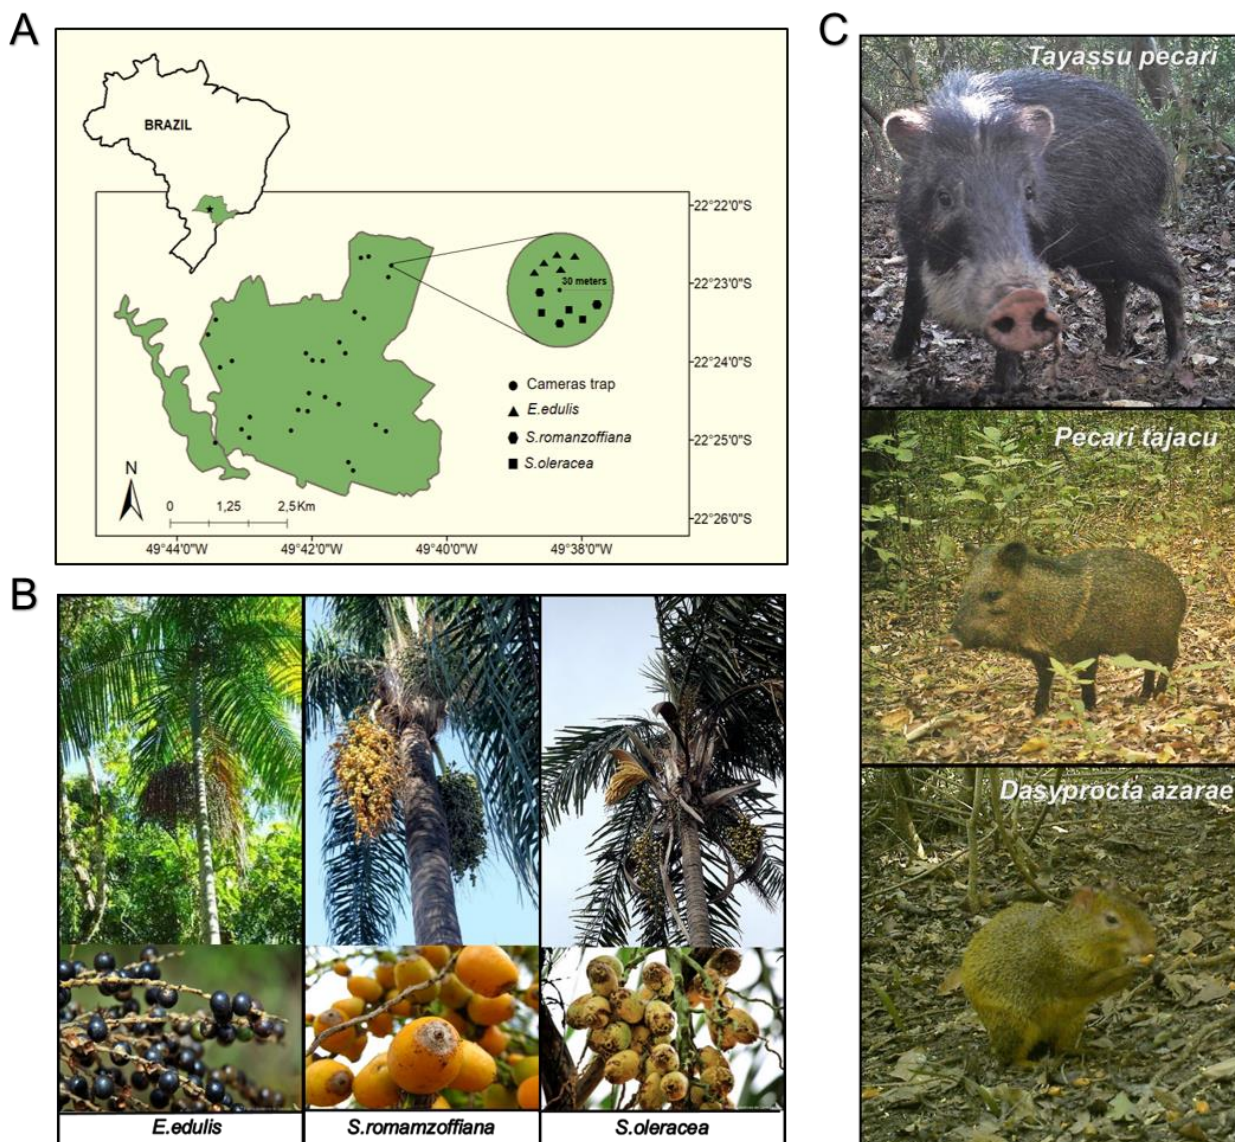 A
BRAZIL
22°22'0"S
22°23'0"S
22°24'0"S
22°25'0"S
22°26'0"S
30 meters
Cameras trap
E.edulis
S.romanzoffiana
S.oleracea
N
0 1,25 2,5Km
49°44'0"W 49°42'0"W 49°40'0"W 49°38'0"W
B
E.edulis S.romamzoffiana S.oleracea
C
Tayassu pecari
Pecari tajacu
Dasyprocta azarae